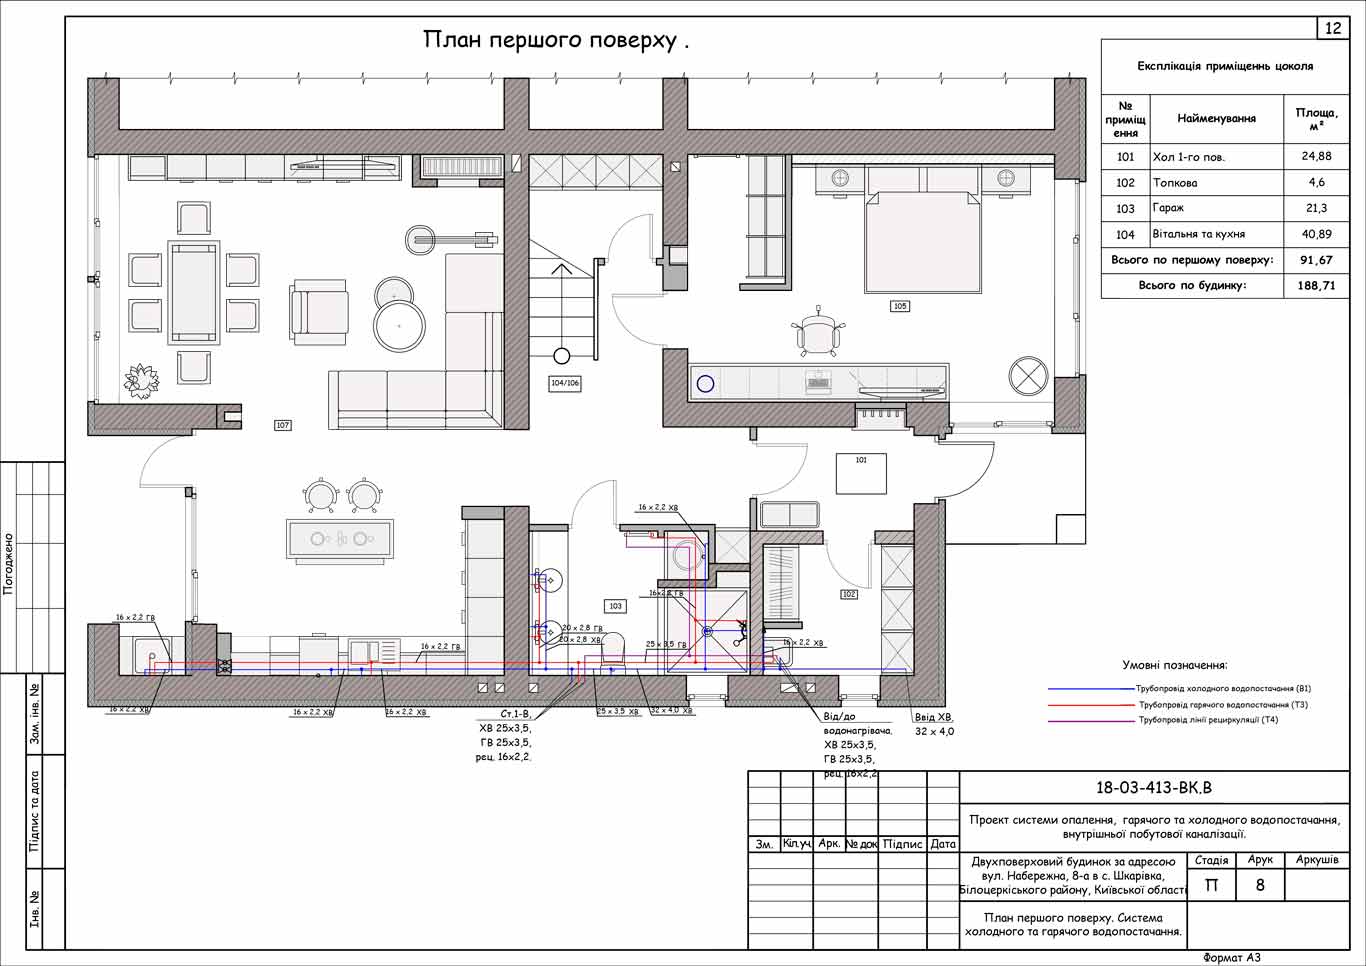 12
План першого поверху .
Експлікація приміщеннь цоколя
№
приміщ
ення
Найменування
Площа,
м²
101 Хол 1-го пов. 24,88
102 Топкова 4,6
103 Гараж 21,3
104 Вітальня та кухня 40,89
Всього по першому поверху: 91,67
Всього по будинку: 188,71
105
104/106
107
101
16 x 2,2 ХВ
102
103
16x2,2 ГВ
16 x 2,2 ГВ
20 x 2,8 ГВ
20 x 2,8 ХВ
25 x 3,5 ГВ
16 x 2,2 ГВ
16 x 2,2 ХВ
16 x 2,2 ХВ
16 x 2,2 ХВ
16 x 2,2 ХВ
25 x 3,5 ХВ
32 x 4,0 ХВ
Ст.1-В,
ХВ 25х3,5,
ГВ 25х3,5,
рец. 16х2,2.
Від/до
водонагрівача,
ХВ 25х3,5,
ГВ 25х3,5,
рец. 16х2,2
Ввід ХВ,
32 x 4,0
Умовні позначення:
Трубопровід холодного водопостачання (В1)
Трубопровід гарячого водопостачання (Т3)
Трубопровід лінії рециркуляції (Т4)
Погоджено
Зам. інв. №
Підпис та дата
Інв. №
18-03-413-ВК.В
Проект системи опалення, гарячого та холодного водопостачання,
внутрішньої побутової каналізації.
Зм. Кіл.уч. Арк. № док. Підпис Дата
Двухповерховий будинок за адресою
вул. Набережна, 8-а в с. Шкарівка,
Білоцеркіського району, Київської області
Стадія Арук Аркушів
П 8
План першого поверху. Система
холодного та гарячого водопостачання.
Формат А3